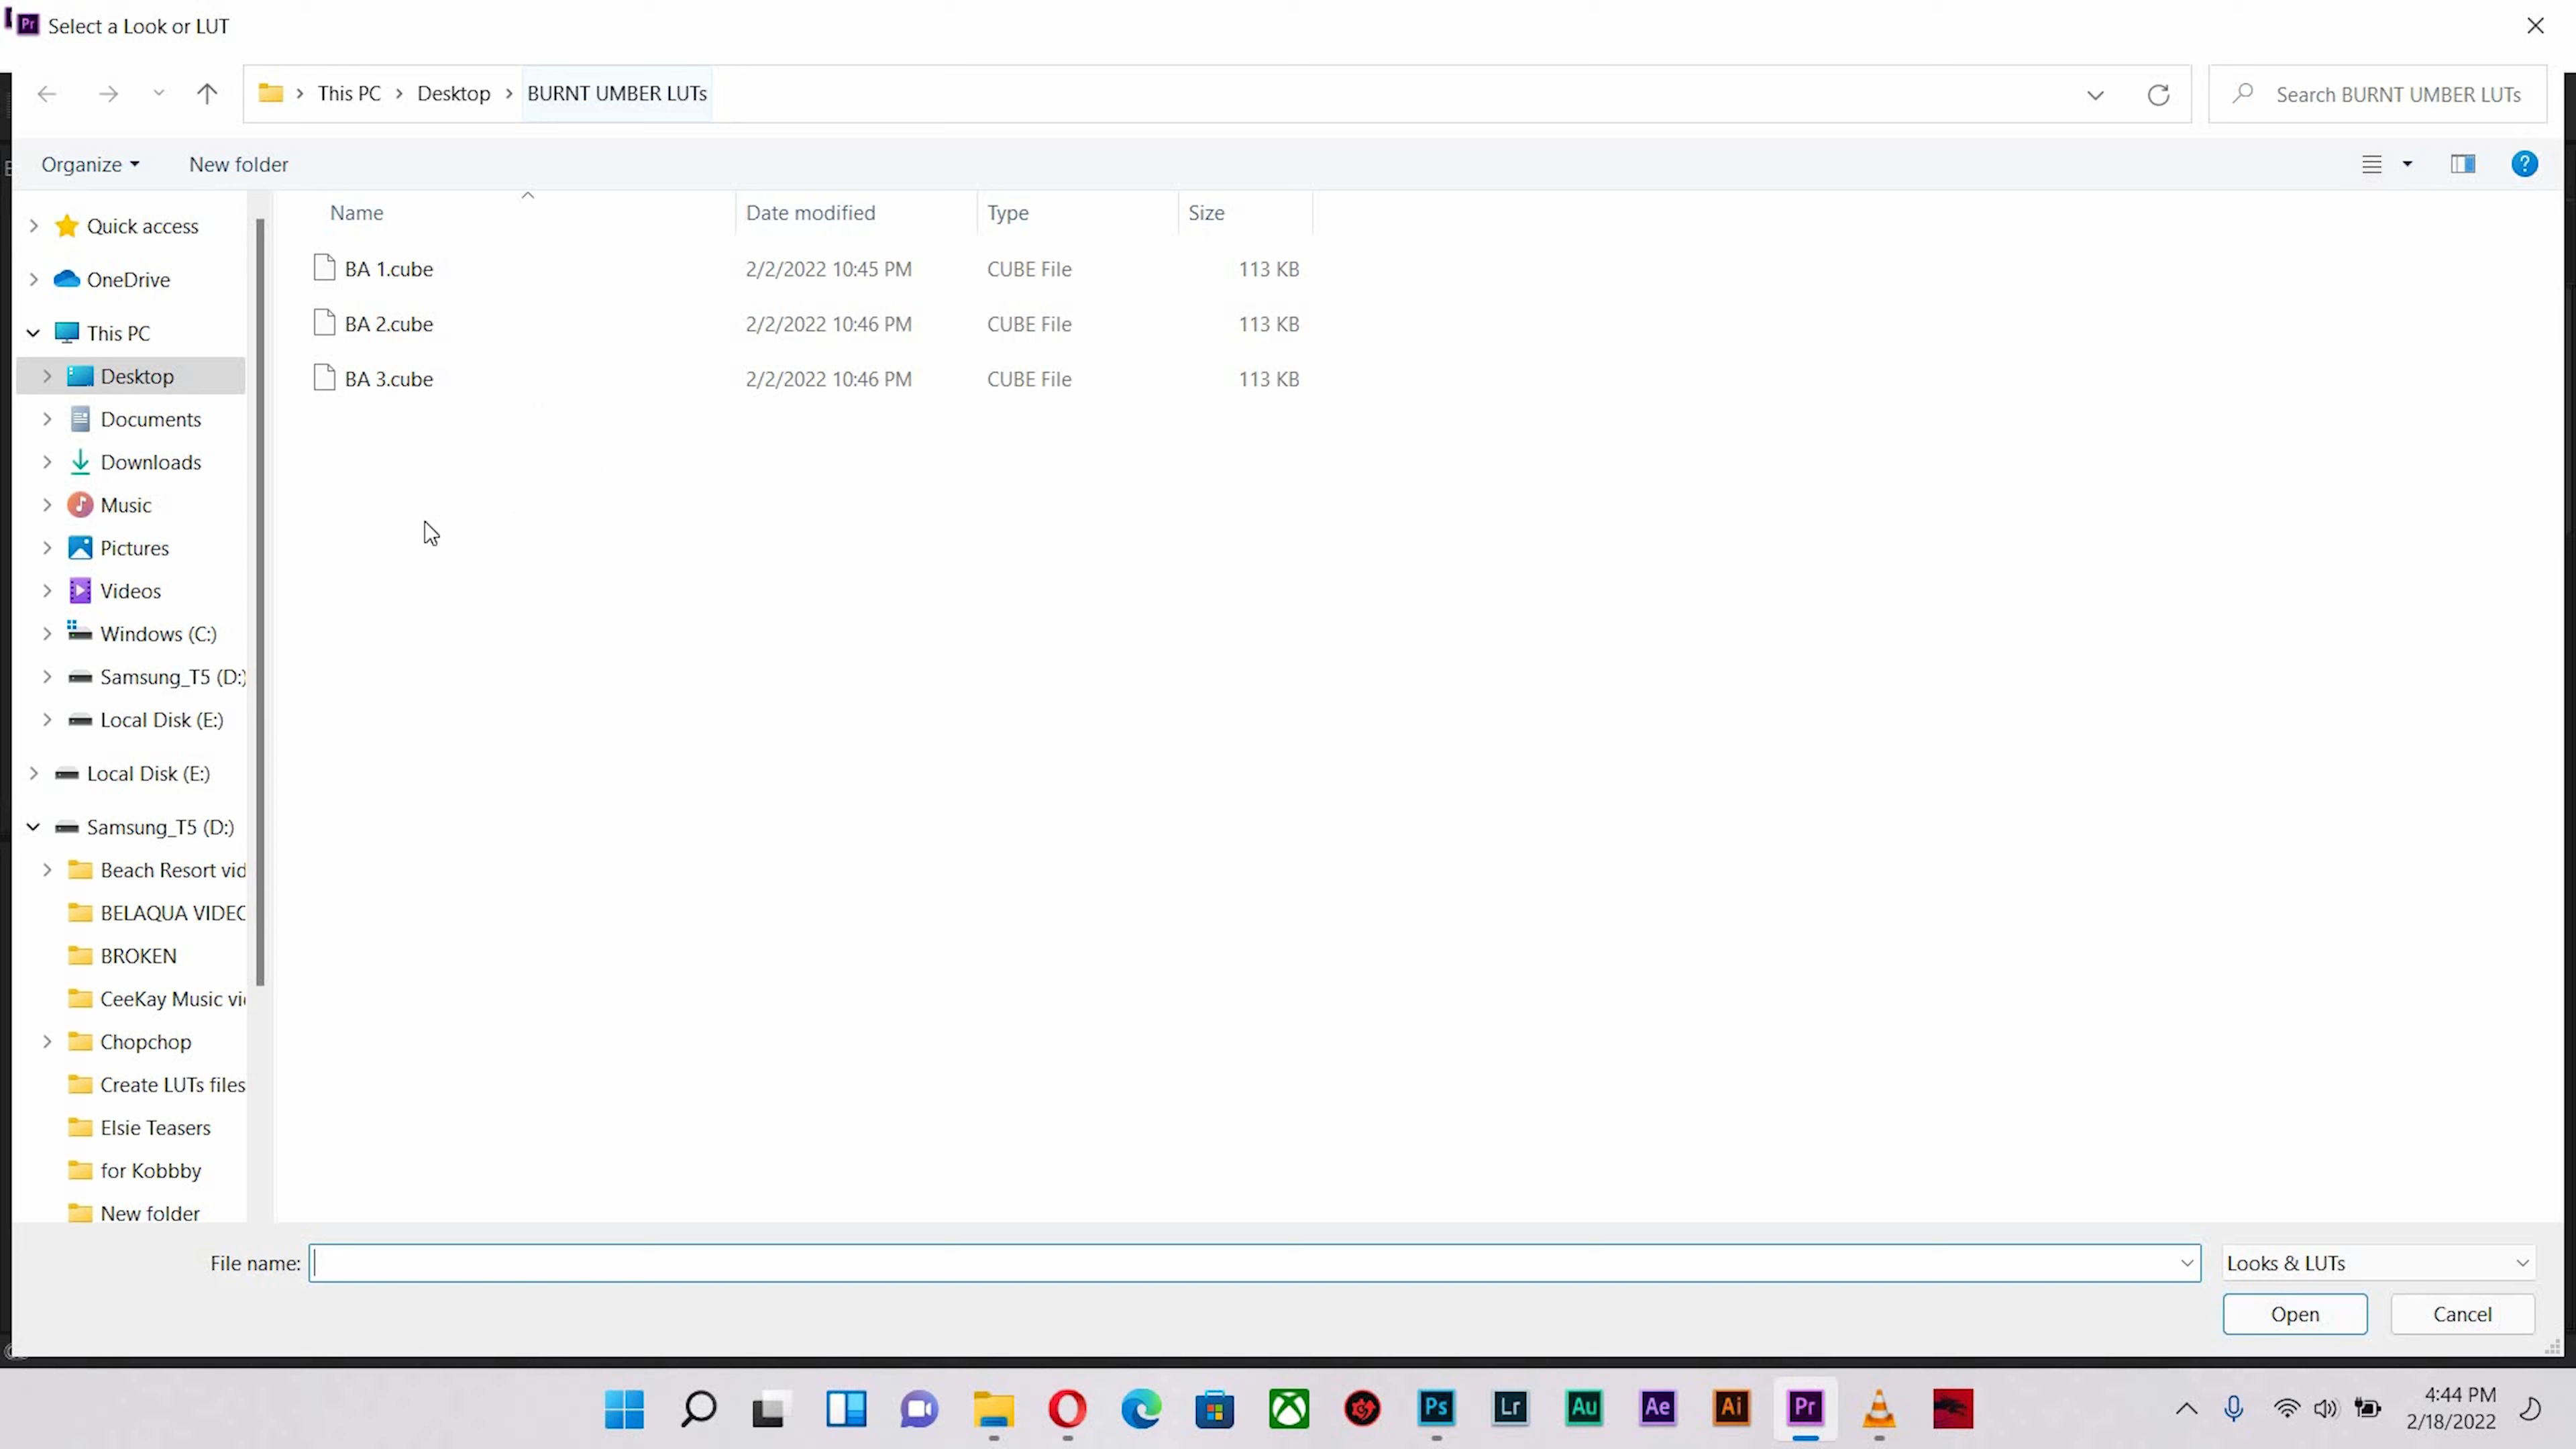 Pr Select a Look or LUT
This PC > Desktop > BURNT UMBER LUTs
Search BURNT UMBER LUTs
Organize New folder
?
Name Date modified Type Size
BA 1.cube 2/2/2022 10:45 PM CUBE File 113 KB
BA 2.cube 2/2/2022 10:46 PM CUBE File 113 KB
BA 3.cube 2/2/2022 10:46 PM CUBE File 113 KB
Quick access
OneDrive
This PC
Desktop
Documents
Downloads
Music
Pictures
Videos
Windows (C:)
Samsung_T5 (D:)
Local Disk (E:)
Local Disk (E:)
Samsung_T5 (D:)
Beach Resort vid
BELAQUA VIDEO
BROKEN
CeeKay Music vi
Chopchop
Create LUTs files
Elsie Teasers
for Kobbby
New folder
File name:
Looks & LUTs
Open Cancel
Ps Lr Au Ae Ai Pr
4:44 PM
2/18/2022